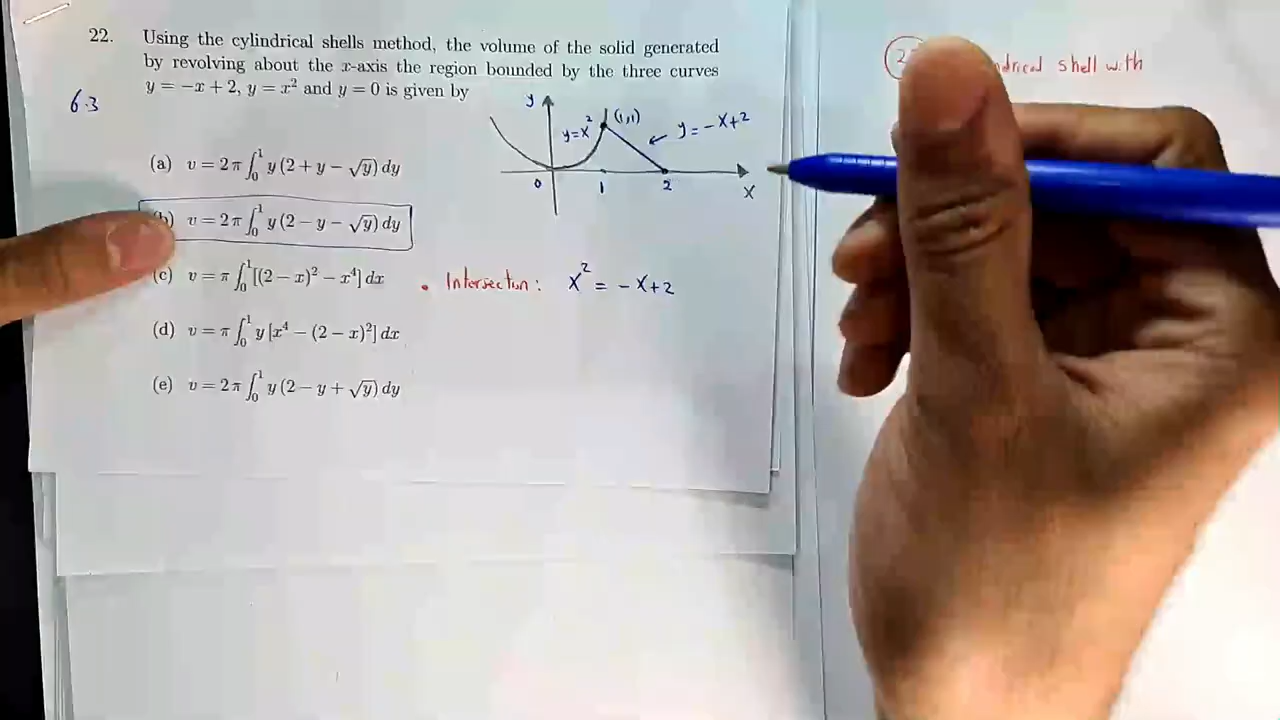 22. Using the cylindrical shells method, the volume of the solid generated
by revolving about the x-axis the region bounded by the three curves
y = −x + 2, y = x² and y = 0 is given by
6.3
(a) v = 2π ∫₀¹ y (2 + y − √y) dy
(b) v = 2π ∫₀¹ y (2 − y − √y) dy
(c) v = π ∫₀¹ [(2 − x)² − x⁴] dx
(d) v = π ∫₀¹ y [x⁴ − (2 − x)²] dx
(e) v = 2π ∫₀¹ y (2 − y + √y) dy
y
y=x²
(1,1)
y = -x+2
0 1 2
x
. Intersection: x² = -x+2
shell with